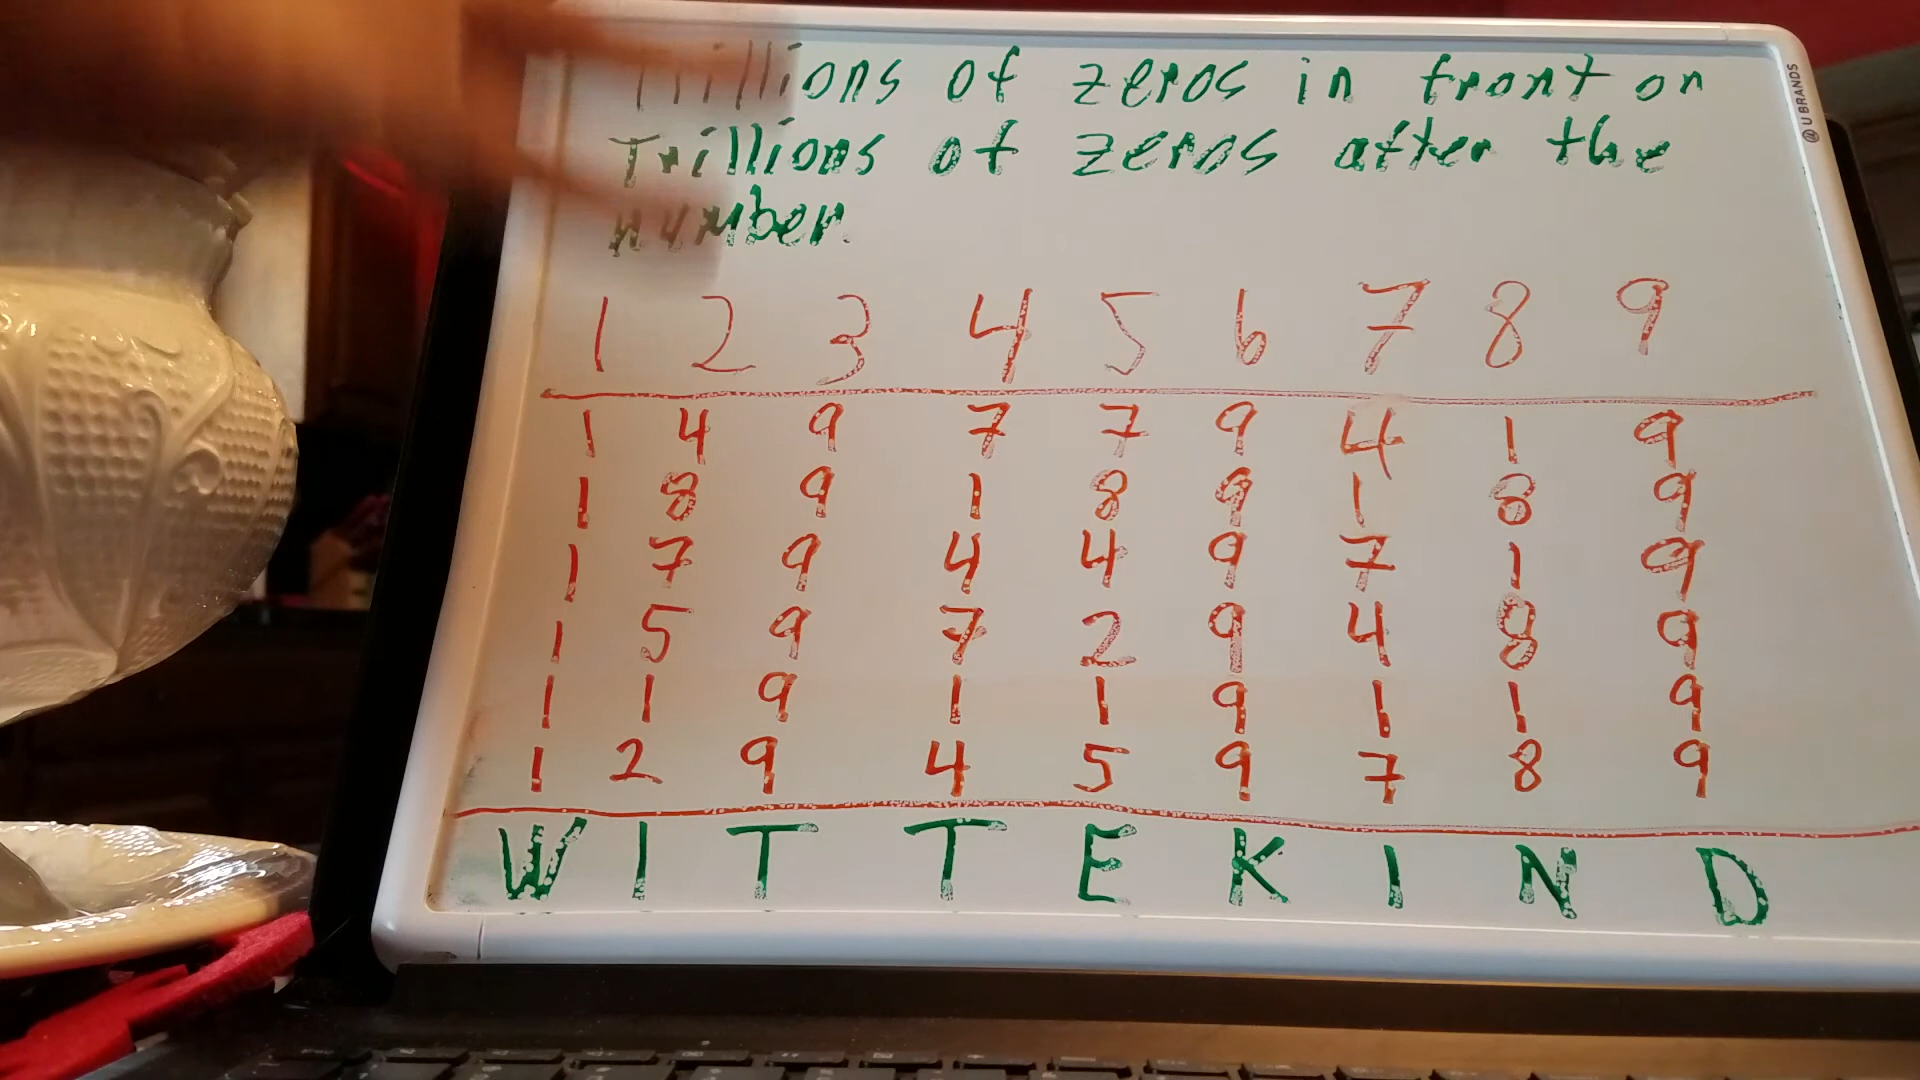 Trillions of zeros in front or
Trillions of zeros after the
number.
1 2 3 4 5 6 7 8 9
1 4 9 7 7 9 4 1 9
1 8 9 1 8 9 1 8 9
1 7 9 4 4 9 7 1 9
1 5 9 7 2 9 4 8 9
1 1 9 1 1 9 1 1 9
1 2 9 4 5 9 7 8 9
W I T T E K I N D
U BRANDS